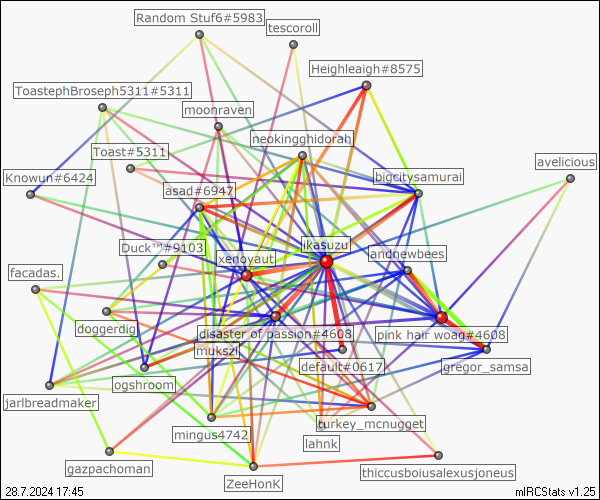 Random Stuf6#5983
tescoroll
Heighleaigh#8575
ToastephBroseph5311#5311
moonraven
neokingghidorah
Toast#5311
avelicious
Knowun#6424
bigcitysamurai
asad#6947
Duck™#9103
ikasuzu
xenoyaut
andnewbees
facadas.
doggerdig
disaster of passion#4603
pink hair woag#4608
mukszil
default#0617
gregor_samsa
ogshroom
jarlbreadmaker
turkey_mcnugget
mingus4742
lahnk
gazpachoman
thiccusboiusalexusjoneus
ZeeHonK
28.7.2024 17:45
mIRCStats v1.25